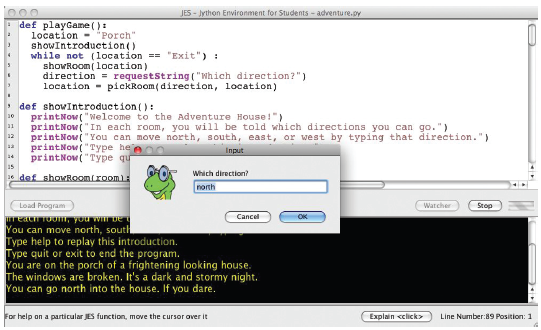 JES - Jython Environment for Students - adventure.py
1 def playGame():
2 location = "Porch"
3 showIntroduction()
4 while not (location == "Exit") :
5 showRoom(location)
6 direction = requestString("Which direction?")
7 location = pickRoom(direction, location)
8
9 def showIntroduction():
10 printNow("Welcome to the Adventure House!")
11 printNow("In each room, you will be told which directions you can go.")
12 printNow("You can move north, south, east, or west by typing that direction.")
13 printNow("Type he
14 printNow("Type qu
15
16 def showRoom(room):
Input
Which direction?
north
Cancel
OK
Load Program
Watcher
Stop
In each room, you will be t
You can move north, sout
Type help to replay this introduction.
Type quit or exit to end the program.
You are on the porch of a frightening looking house.
The windows are broken. It's a dark and stormy night.
You can go north into the house. If you dare.
For help on a particular JES function, move the cursor over it
Explain <click>
Line Number:89 Position: 1